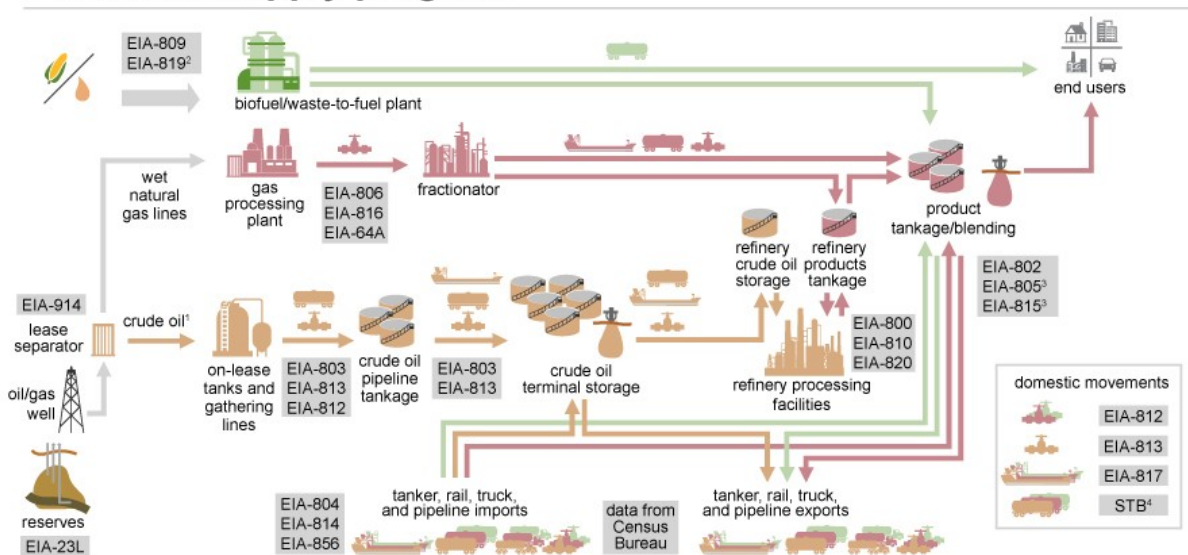 EIA-809
EIA-819²
biofuel/waste-to-fuel plant
end users
wet
natural
gas lines
gas
processing
plant
EIA-806
EIA-816
EIA-64A
fractionator
product
tankage/blending
EIA-802
EIA-805³
EIA-815³
refinery
crude oil
storage
refinery
products
tankage
EIA-914
lease
separator
crude oil¹
on-lease
tanks and
gathering
lines
EIA-803
EIA-813
EIA-812
crude oil
pipeline
tankage
EIA-803
EIA-813
crude oil
terminal storage
EIA-800
EIA-810
EIA-820
refinery processing
facilities
oil/gas
well
reserves
EIA-23L
EIA-804
EIA-814
EIA-856
tanker, rail, truck,
and pipeline imports
data from
Census
Bureau
tanker, rail, truck,
and pipeline exports
domestic movements
EIA-812
EIA-813
EIA-817
STB⁴